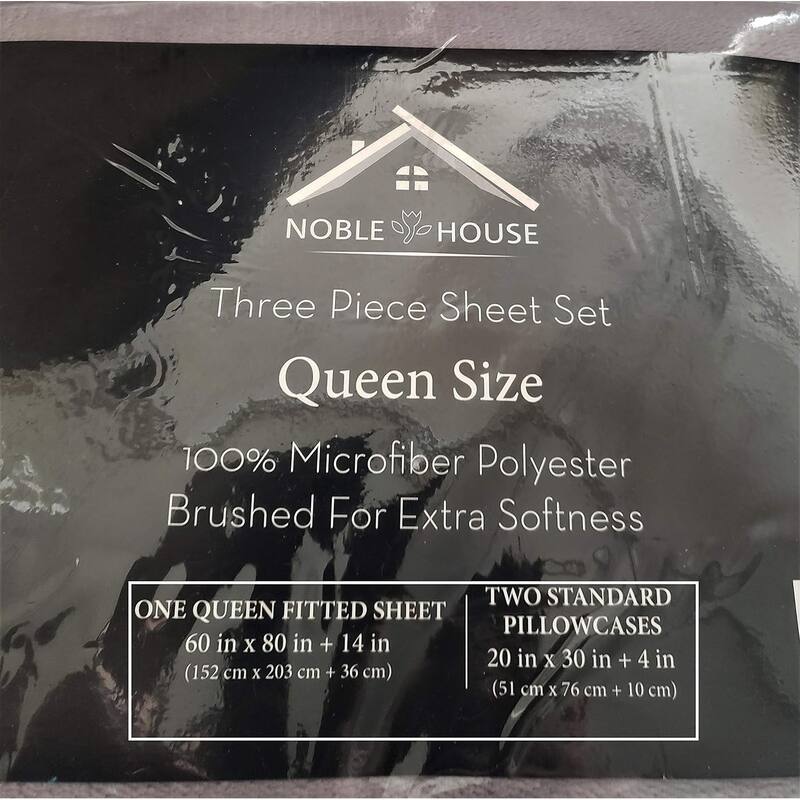 NOBLE HOUSE
Three Piece Sheet Set
Queen Size
100% Microfiber Polyester
Brushed For Extra Softness
ONE QUEEN FITTED SHEET
60 in x 80 in + 14 in
(152 cm x 203 cm + 36 cm)
TWO STANDARD
PILLOWCASES
20 in x 30 in + 4 in
(51 cm x 76 cm + 10 cm)